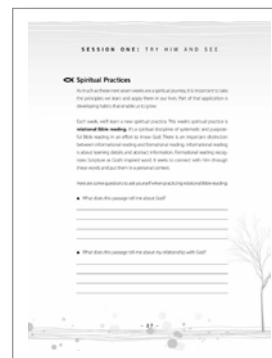 SESSION ONE: TRY HIM AND SEE
Spiritual Practices
As much as these next seven weeks are a spiritual journey, it is important to take
the principles we learn and apply them in our lives. Part of that application is
developing habits that enable us to grow.
Each week, we'll learn a new spiritual practice. This week's spiritual practice is
relational Bible reading. It's a spiritual discipline of systematic and purpose-
ful Bible reading in an effort to know God. There is an important distinction
between informational reading and formational reading. Informational reading
is about learning details and abstract information. Formational reading recog-
nizes Scripture as God's inspired word. It seeks to connect with Him through
these words and put them in a personal context.
Here are some questions to ask yourself when practicing relational Bible reading:
What does this passage tell me about God?
What does this passage tell me about my relationship with God?